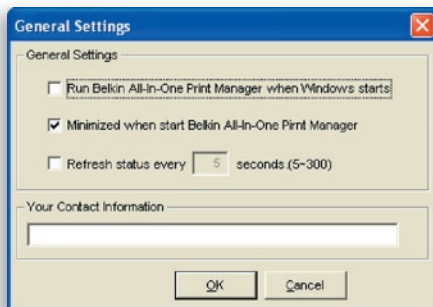 General Settings
General Settings
Run Belkin All-In-One Print Manager when Windows starts
Minimized when start Belkin All-In-One Pirnt Manager
Refresh status every 5 seconds.(5~300)
Your Contact Information
OK Cancel